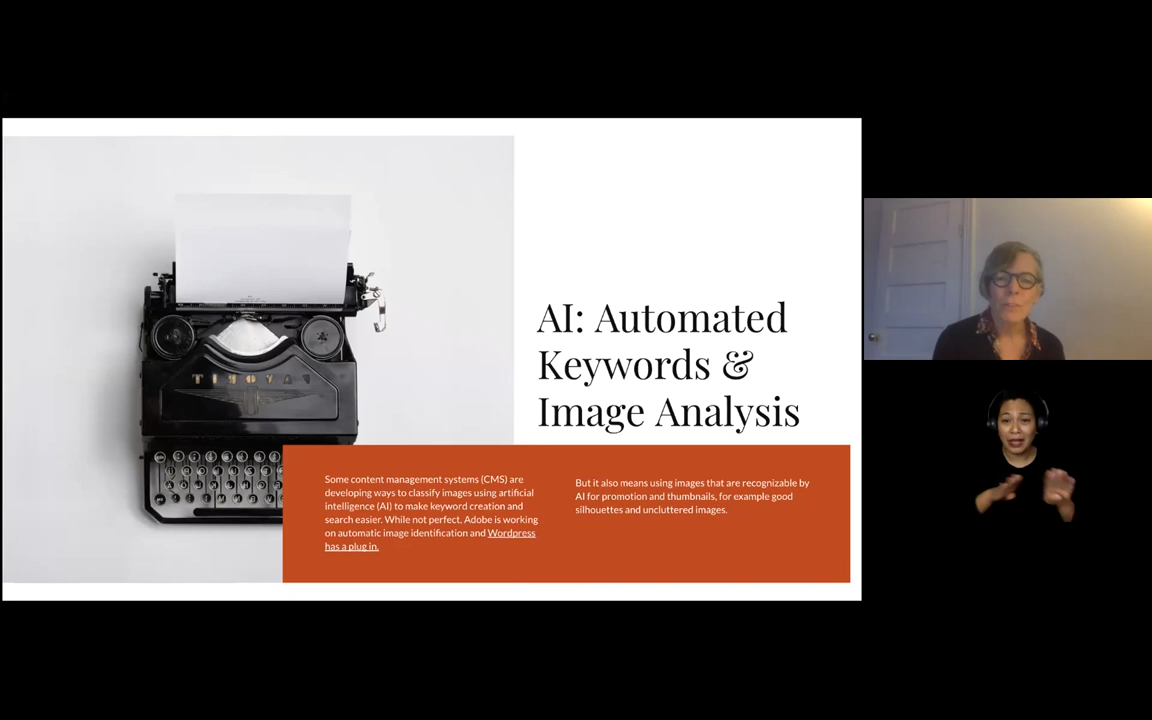 AI: Automated
Keywords &
Image Analysis
Some content management systems (CMS) are
developing ways to classify images using artificial
intelligence (AI) to make keyword creation and
search easier. While not perfect, Adobe is working
on automatic image identification and Wordpress
has a plug in.
But it also means using images that are recognizable by
AI for promotion and thumbnails, for example good
silhouettes and uncluttered images.